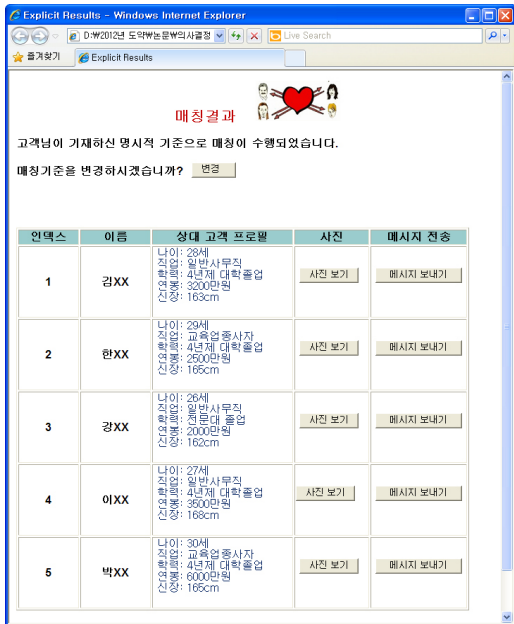 Explicit Results - Windows Internet Explorer
D:₩2012년 도약₩논문₩의사결정
Live Search
즐겨찾기
Explicit Results
매칭결과
고객님이 기재하신 명시적 기준으로 매칭이 수행되었습니다.
매칭기준을 변경하시겠습니까? 변경
인덱스 이름 상대 고객 프로필 사진 메시지 전송
1 김XX 나이: 28세
직업: 일반사무직
학력: 4년제 대학졸업
연봉: 3200만원
신장: 163cm
사진 보기 메시지 보내기
2 한XX 나이: 29세
직업: 교육업종사자
학력: 4년제 대학졸업
연봉: 2500만원
신장: 165cm
사진 보기 메시지 보내기
3 강XX 나이: 26세
직업: 일반사무직
학력: 전문대 졸업
연봉: 2000만원
신장: 162cm
사진 보기 메시지 보내기
4 이XX 나이: 27세
직업: 일반사무직
학력: 4년제 대학졸업
연봉: 3500만원
신장: 168cm
사진 보기 메시지 보내기
5 박XX 나이: 30세
직업: 교육업종사자
학력: 4년제 대학졸업
연봉: 6000만원
신장: 165cm
사진 보기 메시지 보내기